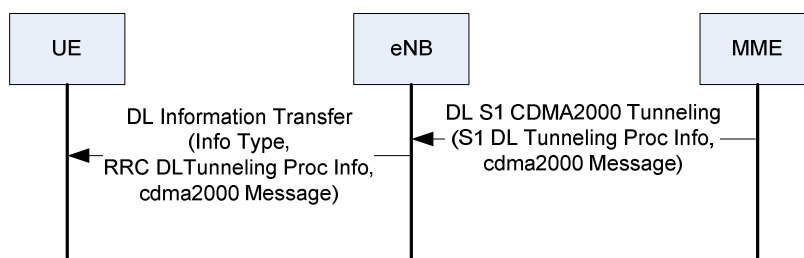 UE
eNB
MME
DL Information Transfer
(Info Type,
RRC DLTunneling Proc Info,
cdma2000 Message)
DL S1 CDMA2000 Tunneling
(S1 DL Tunneling Proc Info,
cdma2000 Message)